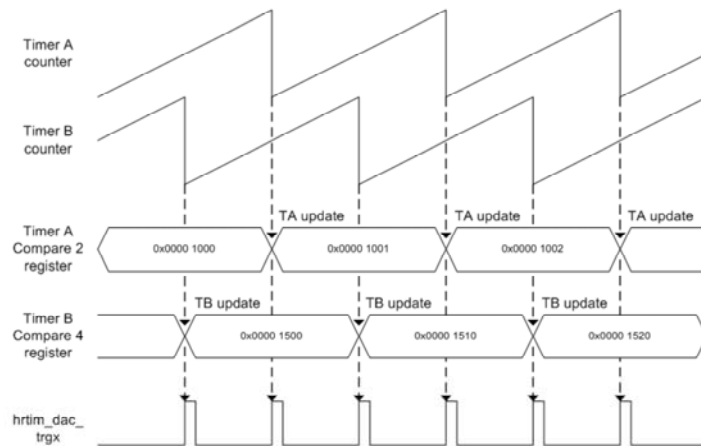 Timer A
counter
Timer B
counter
TA update TA update TA update
Timer A
Compare 2
register
0x0000 1000 0x0000 1001 0x0000 1002
TB update TB update TB update
Timer B
Compare 4
register
0x0000 1500 0x0000 1510 0x0000 1520
hrtim_dac_
trgx